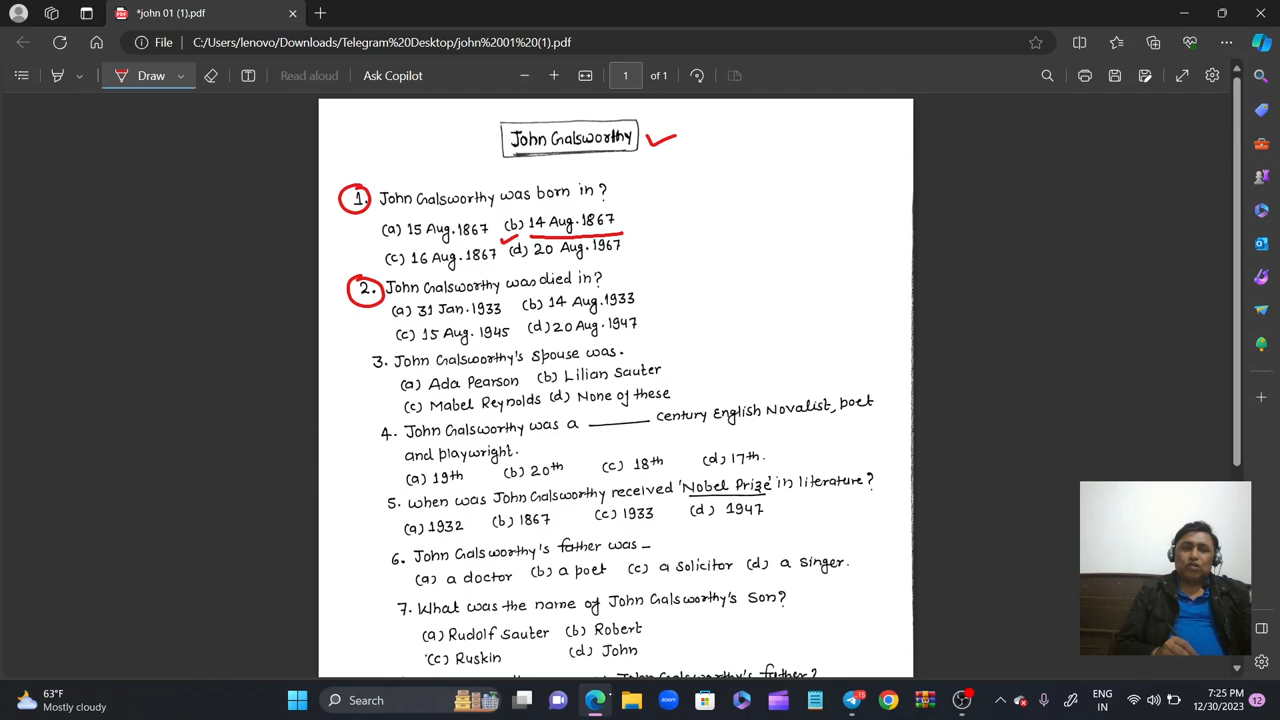 *john 01 (1).pdf
File
C:/Users/lenovo/Downloads/Telegram%20Desktop/john%2001%20(1).pdf
Draw
Read aloud
Ask Copilot
1
of 1
John Galsworthy
1. John Galsworthy was born in?
(a) 15 Aug. 1867 (b) 14 Aug. 1867
(c) 16 Aug. 1867 (d) 20 Aug. 1967
2. John Galsworthy was died in?
(a) 31 Jan. 1933 (b) 14 Aug. 1933
(c) 15 Aug. 1945 (d) 20 Aug. 1947
3. John Galsworthy's spouse was.
(a) Ada Pearson (b) Lilian Sauter
(c) Mabel Reynolds (d) None of these
4. John Galsworthy was a ______ century English Novalist, poet
and playwright.
(a) 19th (b) 20th (c) 18th (d) 17th.
5. When was John Galsworthy received 'Nobel Prize' in literature?
(a) 1932 (b) 1867 (c) 1933 (d) 1947
6. John Galsworthy's father was –
(a) a doctor (b) a poet (c) a solicitor (d) a singer.
7. What was the name of John Galsworthy's son?
(a) Rudolf Sauter (b) Robert
(c) Ruskin (d) John
John Galsworthy's father?
63°F
Mostly cloudy
Search
zoom
15
ENG
IN
7:25 PM
12/30/2023
12